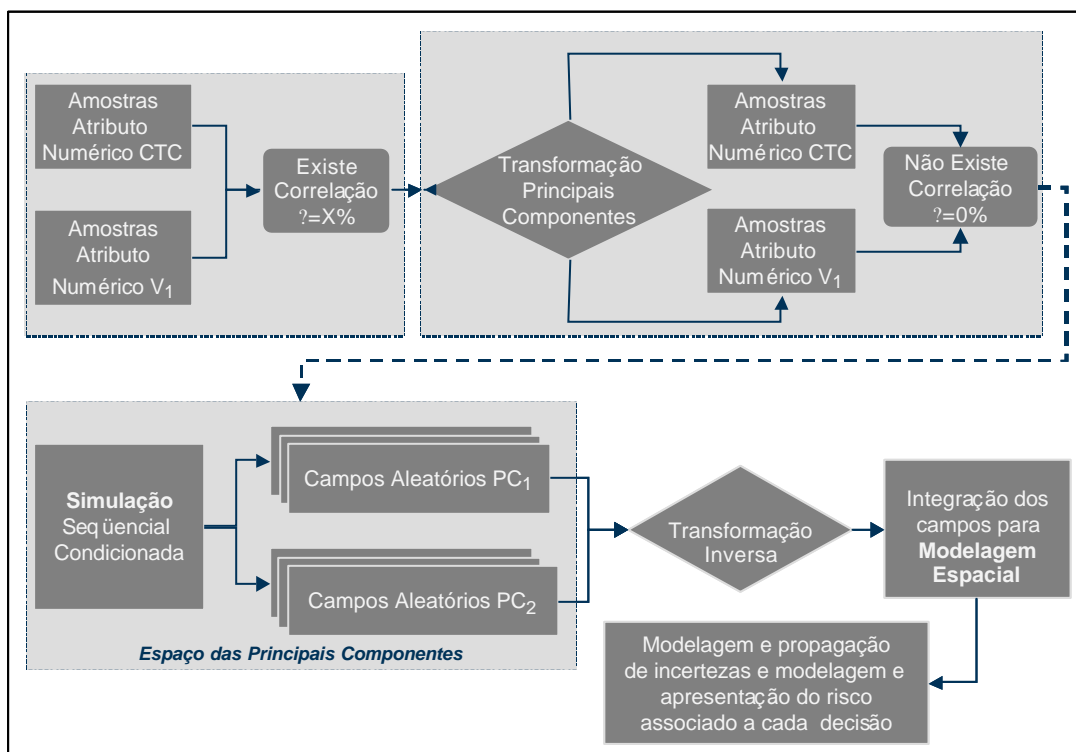 Amostras
Atributo
Numérico CTC
Amostras
Atributo
Numérico V1
Existe
Correlação
?=X%
Transformação
Principais
Componentes
Amostras
Atributo
Numérico CTC
Amostras
Atributo
Numérico V1
Não Existe
Correlação
?=0%
Simulação
Seqüencial
Condicionada
Campos Aleatórios PC1
Campos Aleatórios PC2
Espaço das Principais Componentes
Transformação
Inversa
Integração dos
campos para
Modelagem
Espacial
Modelagem e propagação
de incertezas e modelagem e
apresentação do risco
associado a cada decisão